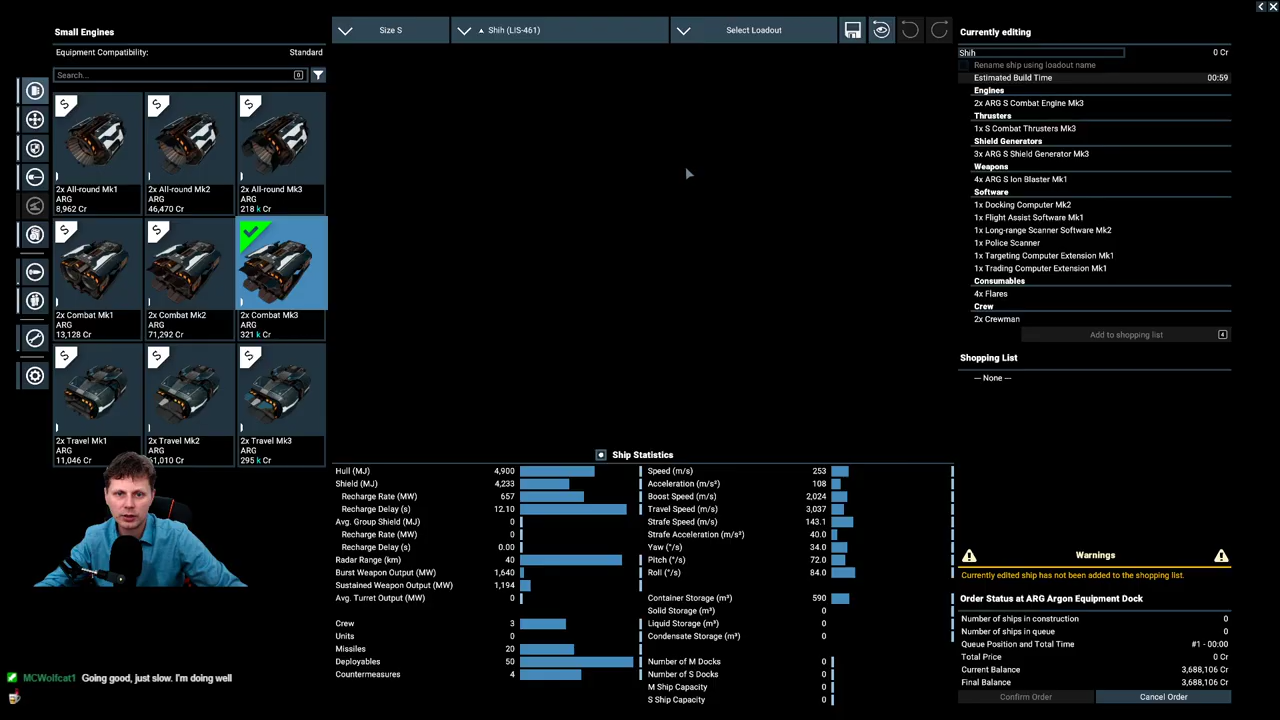 Small Engines
Equipment Compatibility: Standard
Search... 0
S S S
2x All-round Mk1 2x All-round Mk2 2x All-round Mk3
ARG ARG ARG
8,962 Cr 46,470 Cr 218 k Cr
S S
2x Combat Mk1 2x Combat Mk2 2x Combat Mk3
ARG ARG ARG
13,128 Cr 71,292 Cr 321 k Cr
S S S
2x Travel Mk1 2x Travel Mk2 2x Travel Mk3
ARG ARG ARG
11,046 Cr 61,010 Cr 295 k Cr
Size S Shih (LIS-461) Select Loadout
Ship Statistics
Hull (MJ) 4,900
Shield (MJ) 4,233
Recharge Rate (MW) 657
Recharge Delay (s) 12.10
Avg. Group Shield (MJ) 0
Recharge Rate (MW) 0
Recharge Delay (s) 0.00
Radar Range (km) 40
Burst Weapon Output (MW) 1,640
Sustained Weapon Output (MW) 1,194
Avg. Turret Output (MW) 0
Crew 3
Units 0
Missiles 20
Deployables 50
Countermeasures 4
Speed (m/s) 253
Acceleration (m/s²) 108
Boost Speed (m/s) 2,024
Travel Speed (m/s) 3,037
Strafe Speed (m/s) 143.1
Strafe Acceleration (m/s²) 40.0
Yaw (°/s) 34.0
Pitch (°/s) 72.0
Roll (°/s) 84.0
Container Storage (m³) 590
Solid Storage (m³) 0
Liquid Storage (m³) 0
Condensate Storage (m³) 0
Number of M Docks 0
Number of S Docks 0
M Ship Capacity 0
S Ship Capacity 0
Currently editing
Shih 0 Cr
Rename ship using loadout name
Estimated Build Time 00:59
Engines
2x ARG S Combat Engine Mk3
Thrusters
1x S Combat Thrusters Mk3
Shield Generators
3x ARG S Shield Generator Mk3
Weapons
4x ARG S Ion Blaster Mk1
Software
1x Docking Computer Mk2
1x Flight Assist Software Mk1
1x Long-range Scanner Software Mk2
1x Police Scanner
1x Targeting Computer Extension Mk1
1x Trading Computer Extension Mk1
Consumables
4x Flares
Crew
2x Crewman
Add to shopping list 4
Shopping List
--- None ---
Warnings
Currently edited ship has not been added to the shopping list.
Order Status at ARG Argon Equipment Dock
Number of ships in construction 0
Number of ships in queue 0
Queue Position and Total Time #1 - 00:00
Total Price 0 Cr
Current Balance 3,688,106 Cr
Final Balance 3,688,106 Cr
Confirm Order Cancel Order
MCWolfcat1 Going good, just slow. I'm doing well